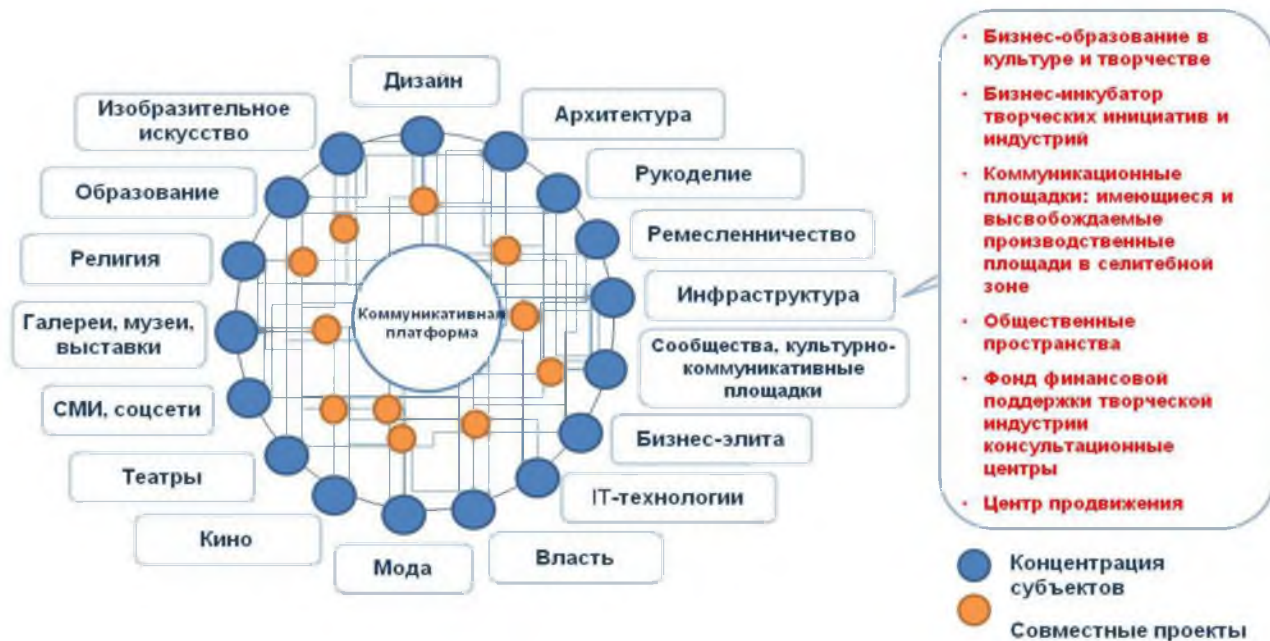 Дизайн
Изобразительное
искусство
Архитектура
Образование
Рукоделие
Религия
Ремесленничество
Галереи, музеи,
выставки
Инфраструктура
Коммуникативная
платформа
Сообщества, культурно-
коммуникативные
площадки
СМИ, соцсети
Бизнес-элита
Театры
IT-технологии
Кино
Мода
Власть
• Бизнес-образование в
культуре и творчестве
• Бизнес-инкубатор
творческих инициатив и
индустрий
• Коммуникационные
площадки: имеющиеся и
высвобождаемые
производственные
площади в селитебной
зоне
• Общественные
пространства
• Фонд финансовой
поддержки творческой
индустрии
консультационные
центры
• Центр продвижения
Концентрация
субъектов
Совместные проекты